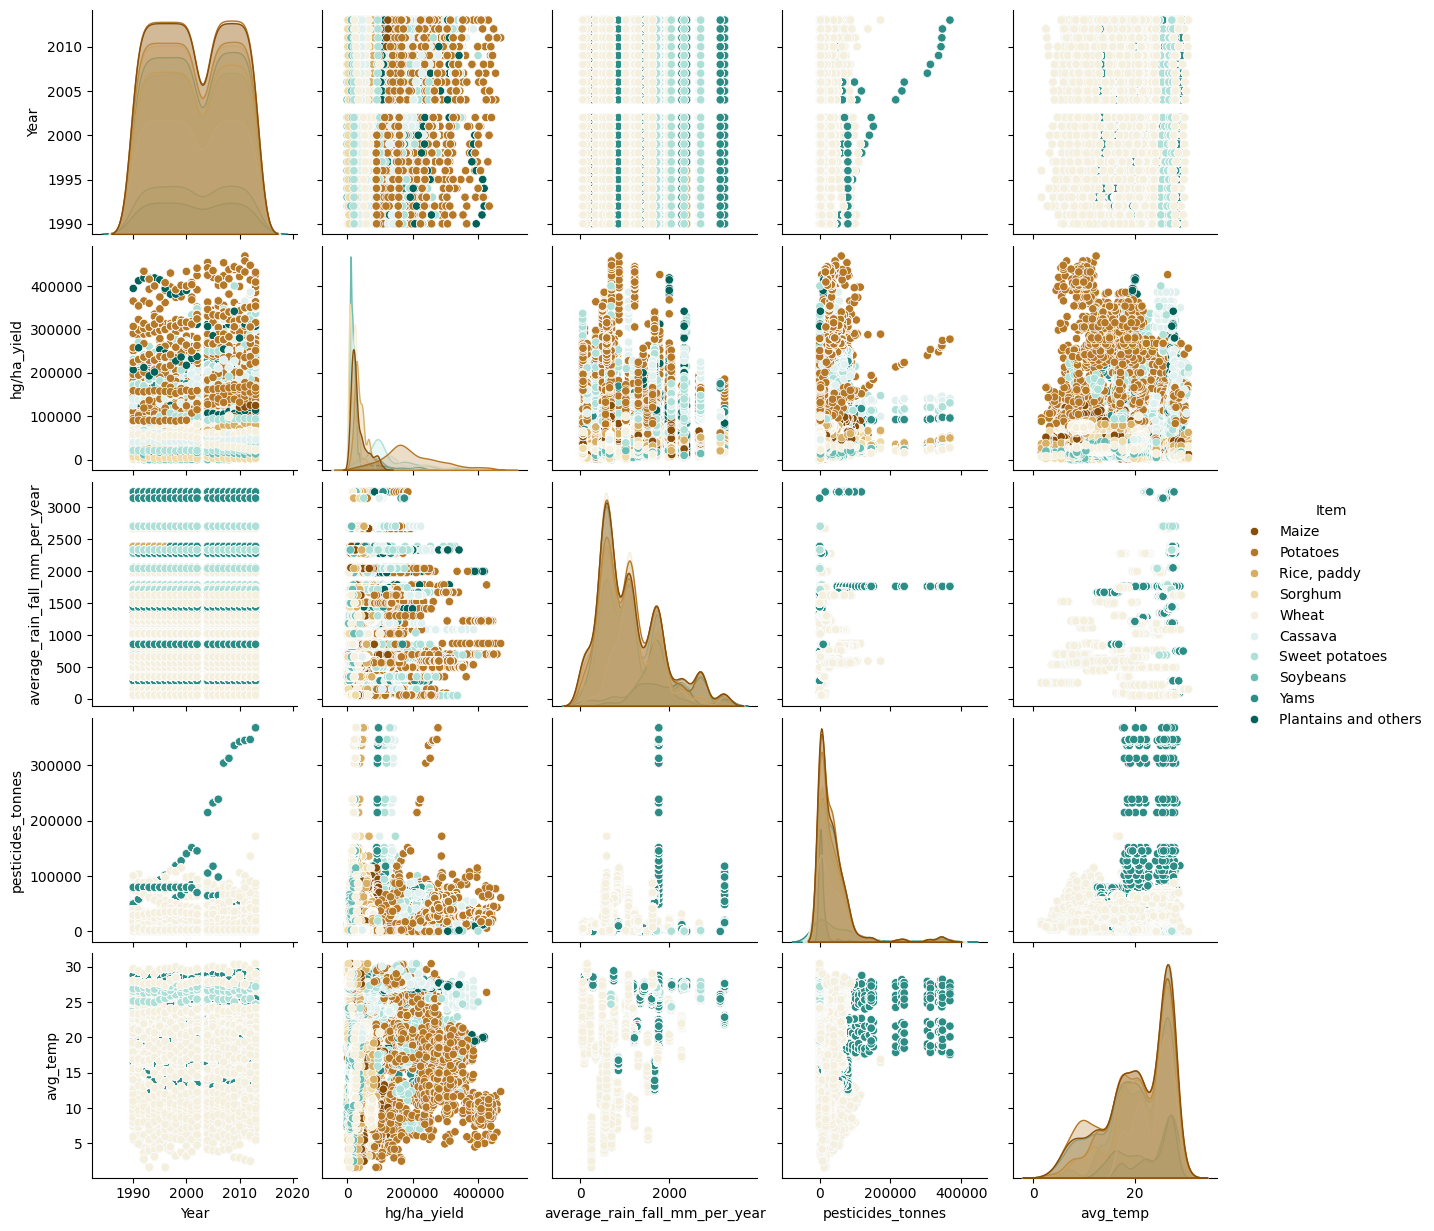 2010
2005
2000
1995
1990
Year
400000
300000
200000
100000
0
hg/ha_yield
3000
2500
2000
1500
1000
500
0
average_rain_fall_mm_per_year
Item
Maize
Potatoes
Rice, paddy
Sorghum
Wheat
Cassava
Sweet potatoes
Soybeans
Yams
Plantains and others
300000
200000
100000
0
pesticides_tonnes
30
25
20
15
10
5
avg_temp
1990 2000 2010 2020
Year
0 200000 400000
hg/ha_yield
0 2000
average_rain_fall_mm_per_year
0 200000 400000
pesticides_tonnes
0 20
avg_temp